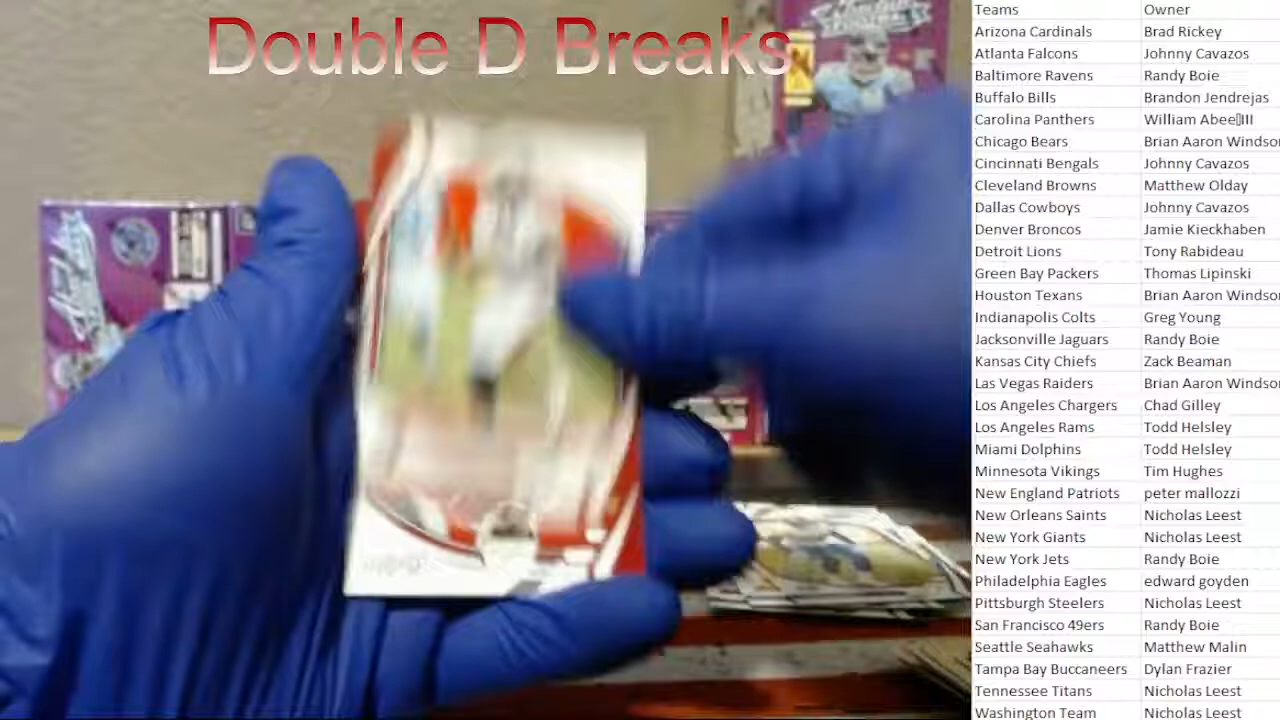 Double D Breaks
Teams Owner
Arizona Cardinals Brad Rickey
Atlanta Falcons Johnny Cavazos
Baltimore Ravens Randy Boie
Buffalo Bills Brandon Jendrejas
Carolina Panthers William Abee▯III
Chicago Bears Brian Aaron Windsor
Cincinnati Bengals Johnny Cavazos
Cleveland Browns Matthew Olday
Dallas Cowboys Johnny Cavazos
Denver Broncos Jamie Kieckhaben
Detroit Lions Tony Rabideau
Green Bay Packers Thomas Lipinski
Houston Texans Brian Aaron Windso
Indianapolis Colts Greg Young
Jacksonville Jaguars Randy Boie
Kansas City Chiefs Zack Beaman
Las Vegas Raiders Brian Aaron Windso
Los Angeles Chargers Chad Gilley
Los Angeles Rams Todd Helsley
Miami Dolphins Todd Helsley
Minnesota Vikings Tim Hughes
New England Patriots peter mallozzi
New Orleans Saints Nicholas Leest
New York Giants Nicholas Leest
New York Jets Randy Boie
Philadelphia Eagles edward goyden
Pittsburgh Steelers Nicholas Leest
San Francisco 49ers Randy Boie
Seattle Seahawks Matthew Malin
Tampa Bay Buccaneers Dylan Frazier
Tennessee Titans Nicholas Leest
Washington Team Nicholas Leest